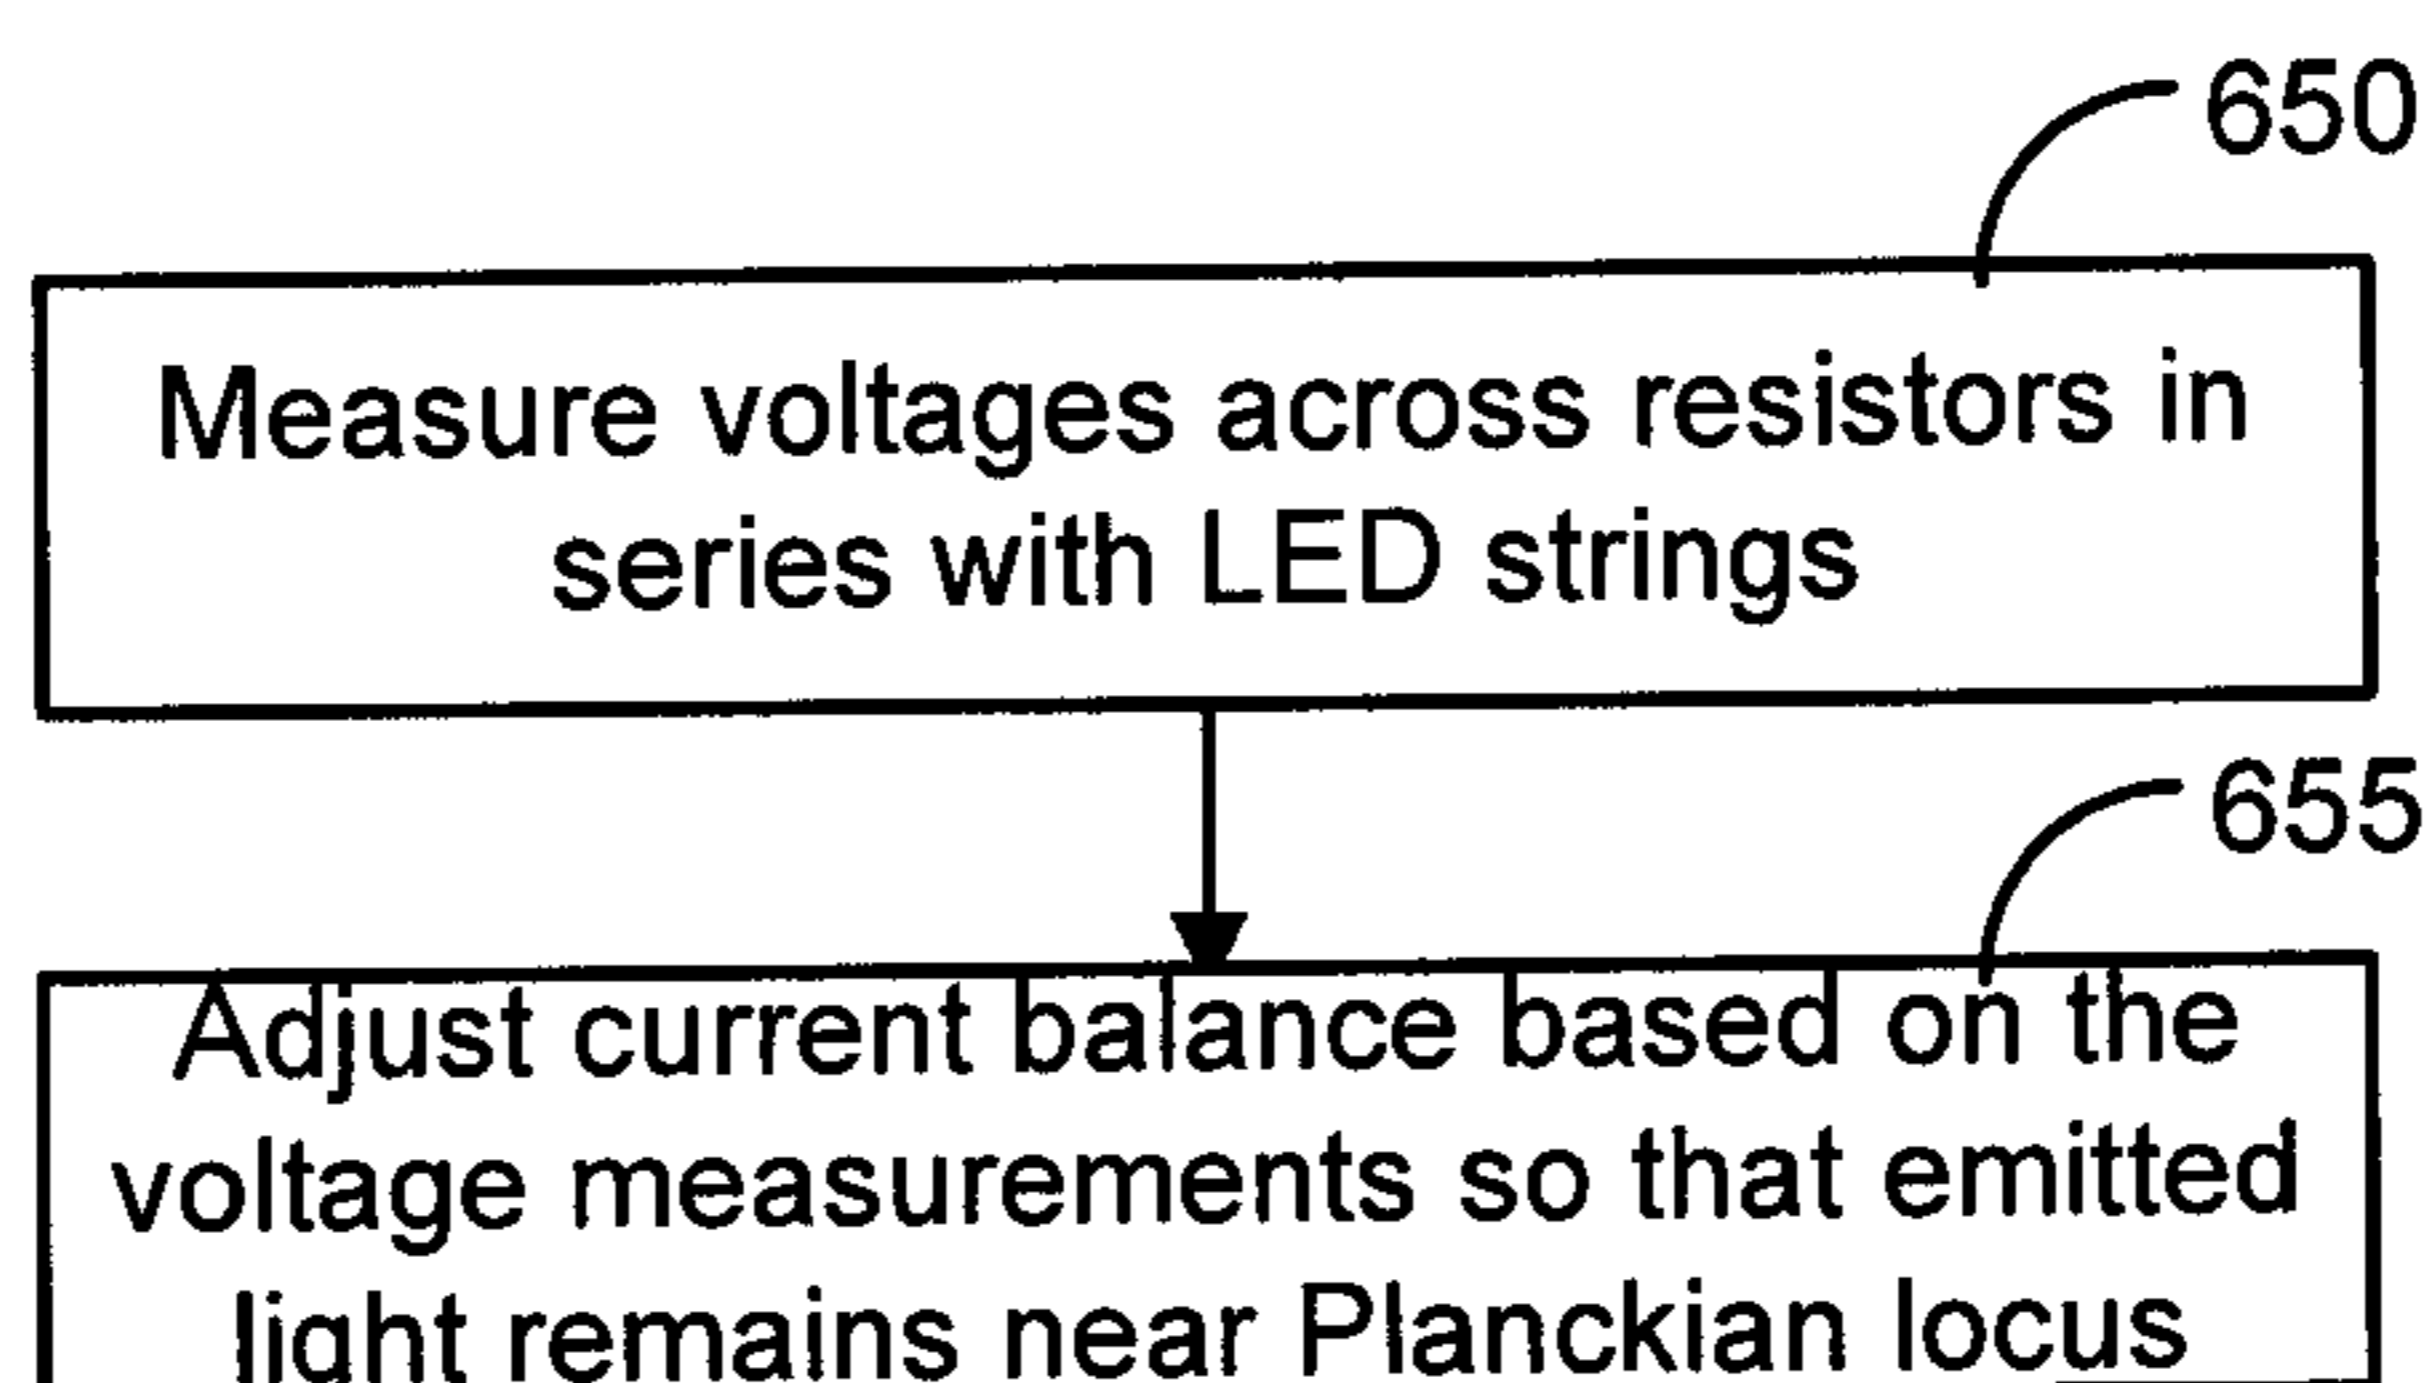 650
Measure voltages across resistors in
series with LED strings
655
Adjust current balance based on the
voltage measurements so that emitted
light remains near Planckian locus